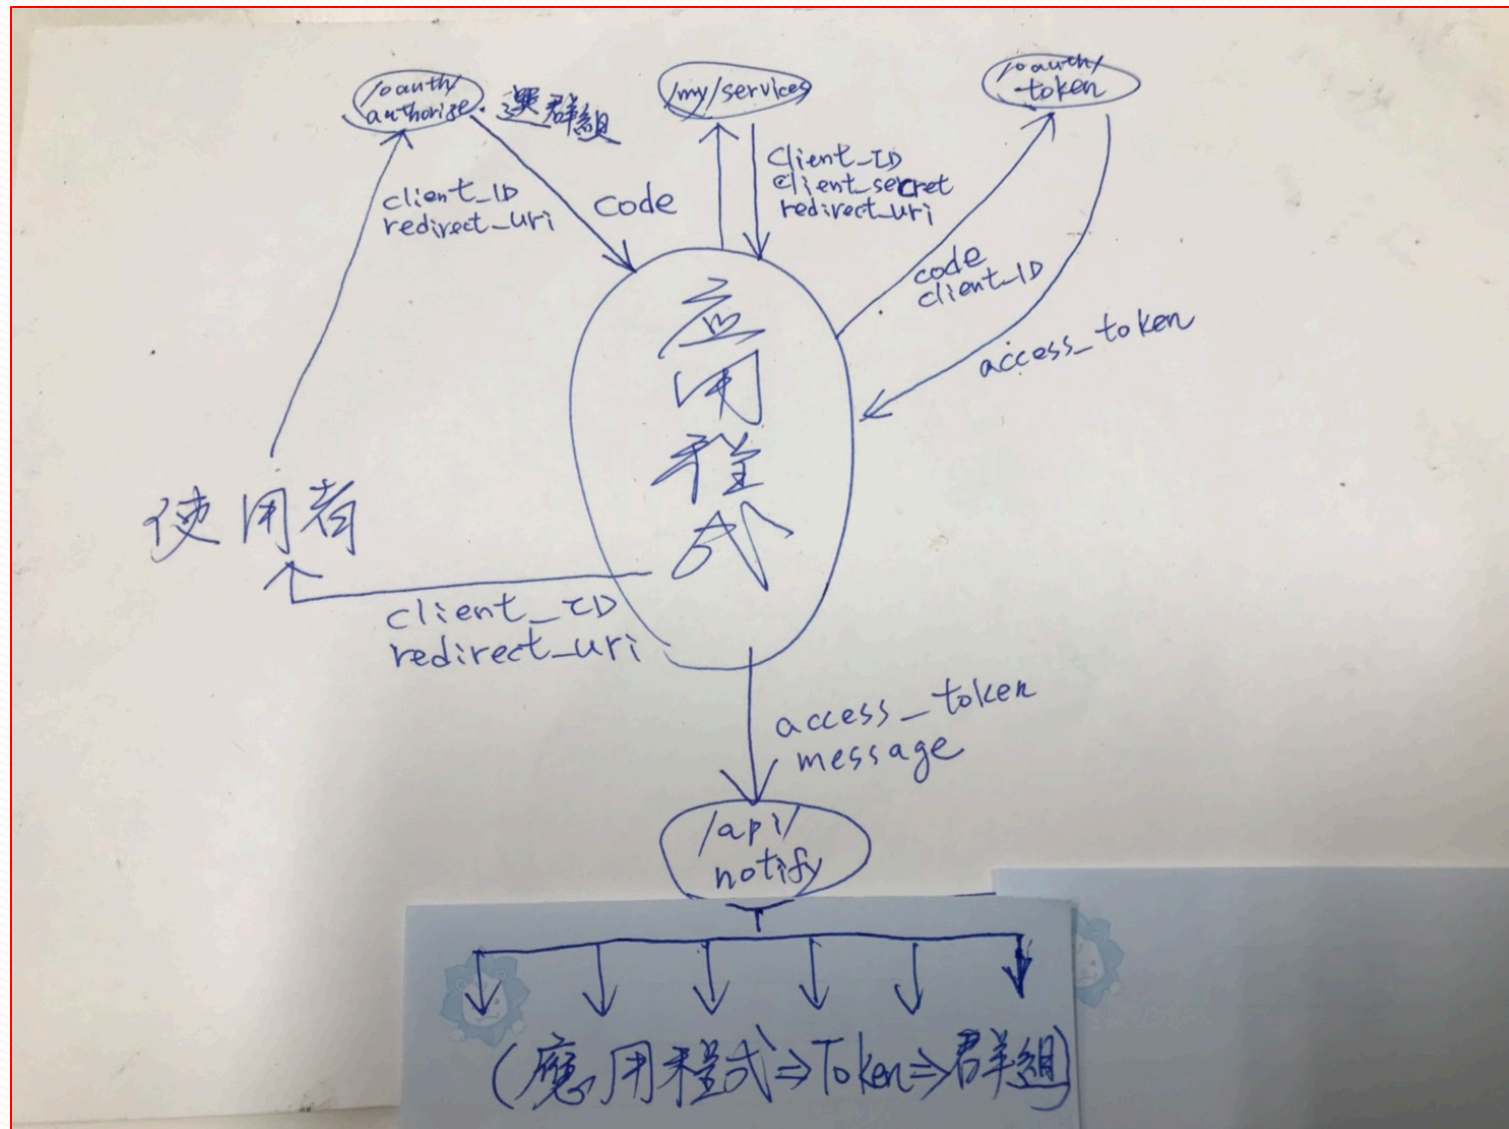 /oauth/
authorize
選群組
/my/services
/oauth/
token
client_ID
redirect_uri
code
client_ID
client_secret
redirect_uri
code
client_ID
access_token
应
用
程
式
使用者
client_ID
redirect_uri
access_token
message
/api/
notify
(應用程式⇒Token⇒群組)